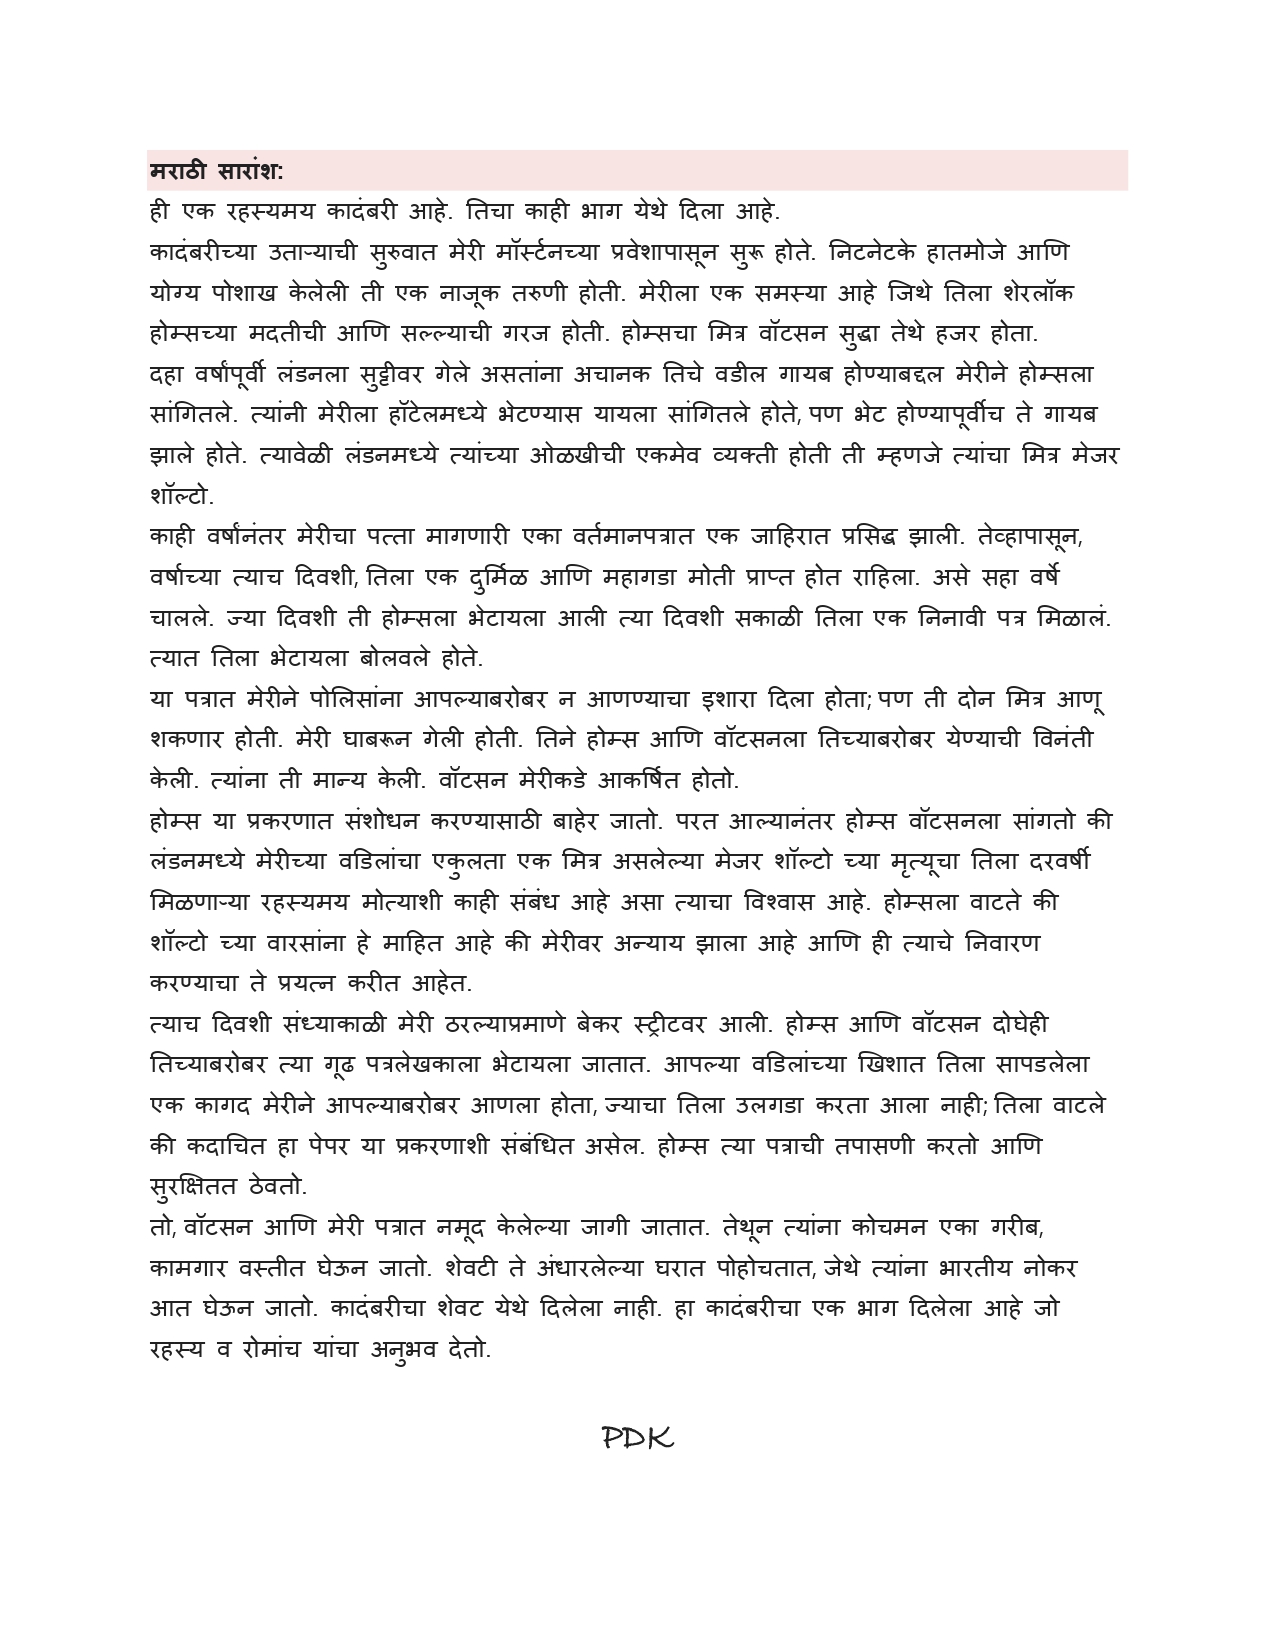 मराठी सारांश:
ही एक रहस्यमय कादंबरी आहे. तिचा काही भाग येथे दिला आहे.
कादंबरीच्या उताऱ्याची सुरुवात मेरी मॉर्स्टनच्या प्रवेशापासून सुरू होते. निटनेटके हातमोजे आणि
योग्य पोशाख केलेली ती एक नाजूक तरुणी होती. मेरीला एक समस्या आहे जिथे तिला शेरलॉक
होम्सच्या मदतीची आणि सल्ल्याची गरज होती. होम्सचा मित्र वॉटसन सुद्धा तेथे हजर होता.
दहा वर्षांपूर्वी लंडनला सुट्टीवर गेले असतांना अचानक तिचे वडील गायब होण्याबद्दल मेरीने होम्सला
सांगितले. त्यांनी मेरीला हॉटेलमध्ये भेटण्यास यायला सांगितले होते, पण भेट होण्यापूर्वीच ते गायब
झाले होते. त्यावेळी लंडनमध्ये त्यांच्या ओळखीची एकमेव व्यक्ती होती ती म्हणजे त्यांचा मित्र मेजर
शॉल्टो.
काही वर्षांनंतर मेरीचा पत्ता मागणारी एका वर्तमानपत्रात एक जाहिरात प्रसिद्ध झाली. तेव्हापासून,
वर्षाच्या त्याच दिवशी, तिला एक दुर्मिळ आणि महागडा मोती प्राप्त होत राहिला. असे सहा वर्षे
चालले. ज्या दिवशी ती होम्सला भेटायला आली त्या दिवशी सकाळी तिला एक निनावी पत्र मिळालं.
त्यात तिला भेटायला बोलवले होते.
या पत्रात मेरीने पोलिसांना आपल्याबरोबर न आणण्याचा इशारा दिला होता; पण ती दोन मित्र आणू
शकणार होती. मेरी घाबरून गेली होती. तिने होम्स आणि वॉटसनला तिच्याबरोबर येण्याची विनंती
केली. त्यांना ती मान्य केली. वॉटसन मेरीकडे आकर्षित होतो.
होम्स या प्रकरणात संशोधन करण्यासाठी बाहेर जातो. परत आल्यानंतर होम्स वॉटसनला सांगतो की
लंडनमध्ये मेरीच्या वडिलांचा एकुलता एक मित्र असलेल्या मेजर शॉल्टो च्या मृत्यूचा तिला दरवर्षी
मिळणाऱ्या रहस्यमय मोत्याशी काही संबंध आहे असा त्याचा विश्वास आहे. होम्सला वाटते की
शॉल्टो च्या वारसांना हे माहित आहे की मेरीवर अन्याय झाला आहे आणि ही त्याचे निवारण
करण्याचा ते प्रयत्न करीत आहेत.
त्याच दिवशी संध्याकाळी मेरी ठरल्याप्रमाणे बेकर स्ट्रीटवर आली. होम्स आणि वॉटसन दोघेही
तिच्याबरोबर त्या गूढ पत्रलेखकाला भेटायला जातात. आपल्या वडिलांच्या खिशात तिला सापडलेला
एक कागद मेरीने आपल्याबरोबर आणला होता, ज्याचा तिला उलगडा करता आला नाही; तिला वाटले
की कदाचित हा पेपर या प्रकरणाशी संबंधित असेल. होम्स त्या पत्राची तपासणी करतो आणि
सुरक्षितत ठेवतो.
तो, वॉटसन आणि मेरी पत्रात नमूद केलेल्या जागी जातात. तेथून त्यांना कोचमन एका गरीब,
कामगार वस्तीत घेऊन जातो. शेवटी ते अंधारलेल्या घरात पोहोचतात, जेथे त्यांना भारतीय नोकर
आत घेऊन जातो. कादंबरीचा शेवट येथे दिलेला नाही. हा कादंबरीचा एक भाग दिलेला आहे जो
रहस्य व रोमांच यांचा अनुभव देतो.
PDK